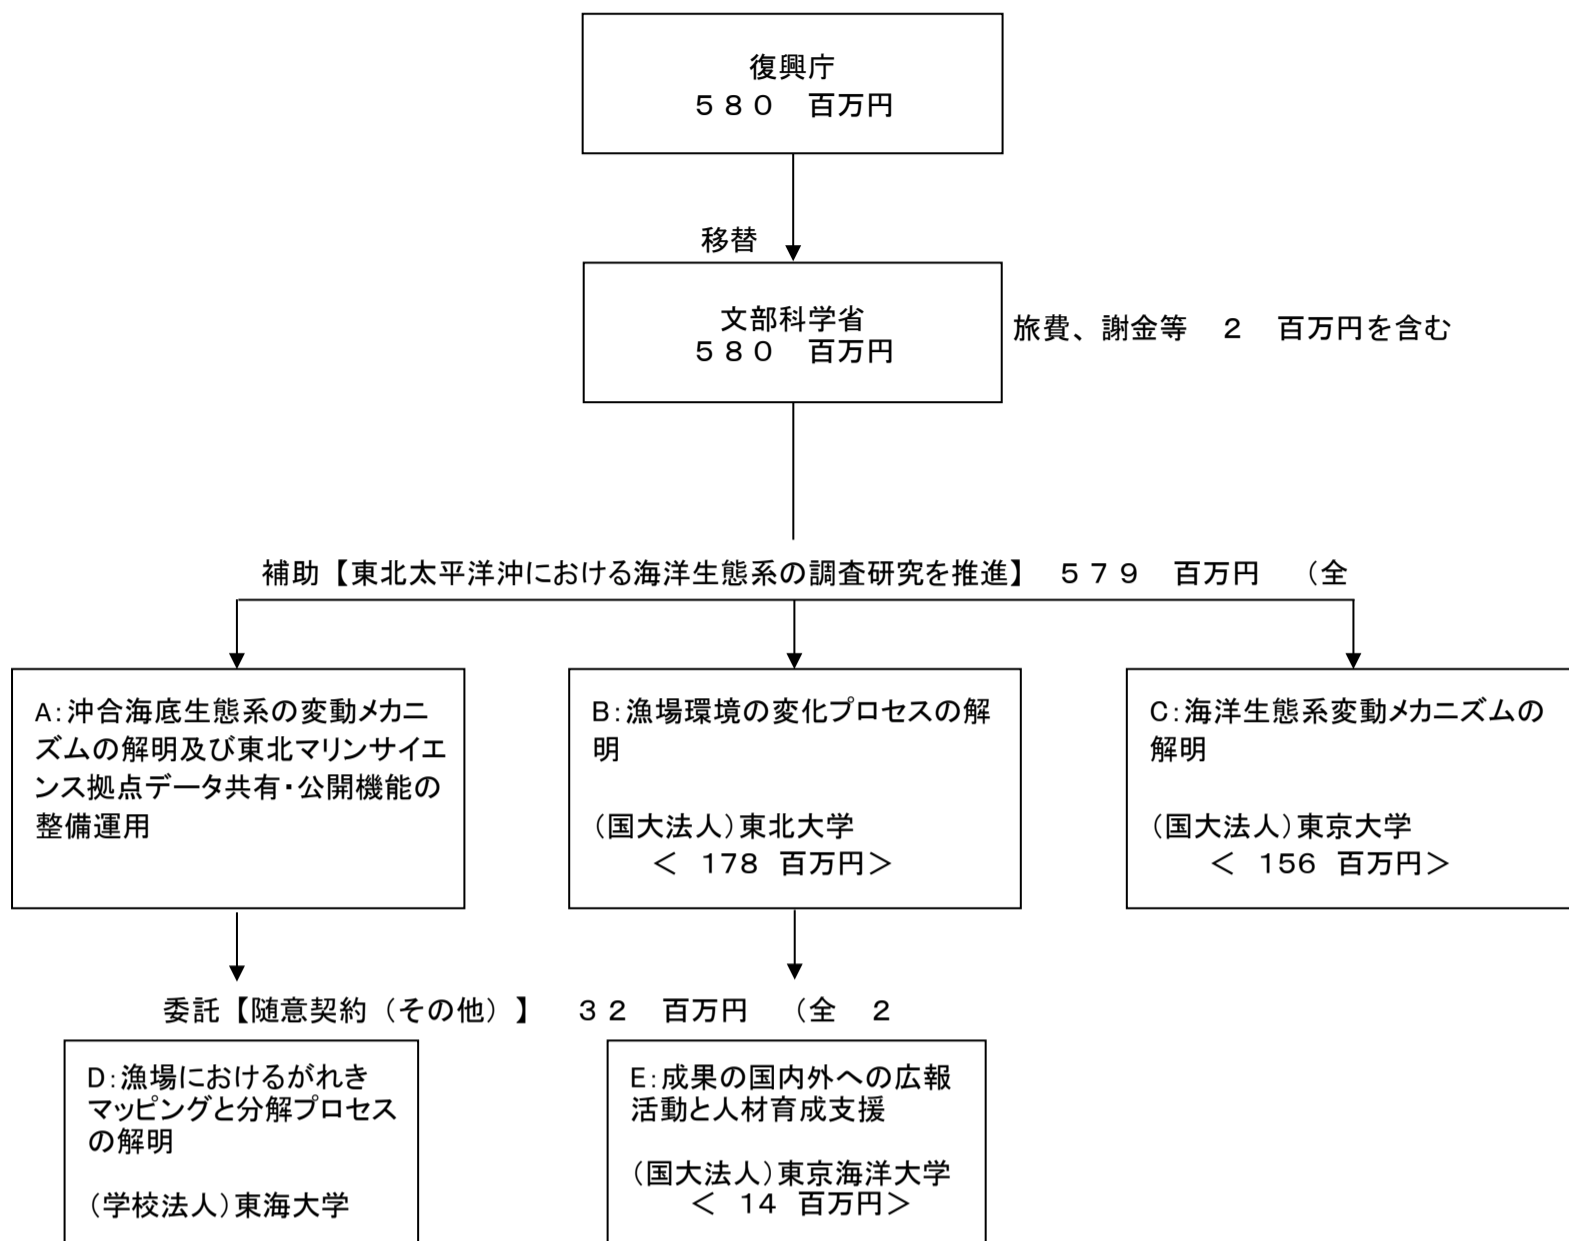 復興庁
５８０　百万円
移替
文部科学省
５８０　百万円
旅費、謝金等　２　百万円を含む
補助【東北太平洋沖における海洋生態系の調査研究を推進】　５７９　百万円　（全
A：沖合海底生態系の変動メカニ
ズムの解明及び東北マリンサイエ
ンス拠点データ共有・公開機能の
整備運用
B：漁場環境の変化プロセスの解
明
（国大法人）東北大学
＜　178　百万円＞
C：海洋生態系変動メカニズムの
解明
（国大法人）東京大学
＜　156　百万円＞
委託【随意契約（その他）】　３２　百万円　（全　２
D：漁場におけるがれき
マッピングと分解プロセス
の解明
（学校法人）東海大学
E：成果の国内外への広報
活動と人材育成支援
（国大法人）東京海洋大学
＜　14　百万円＞